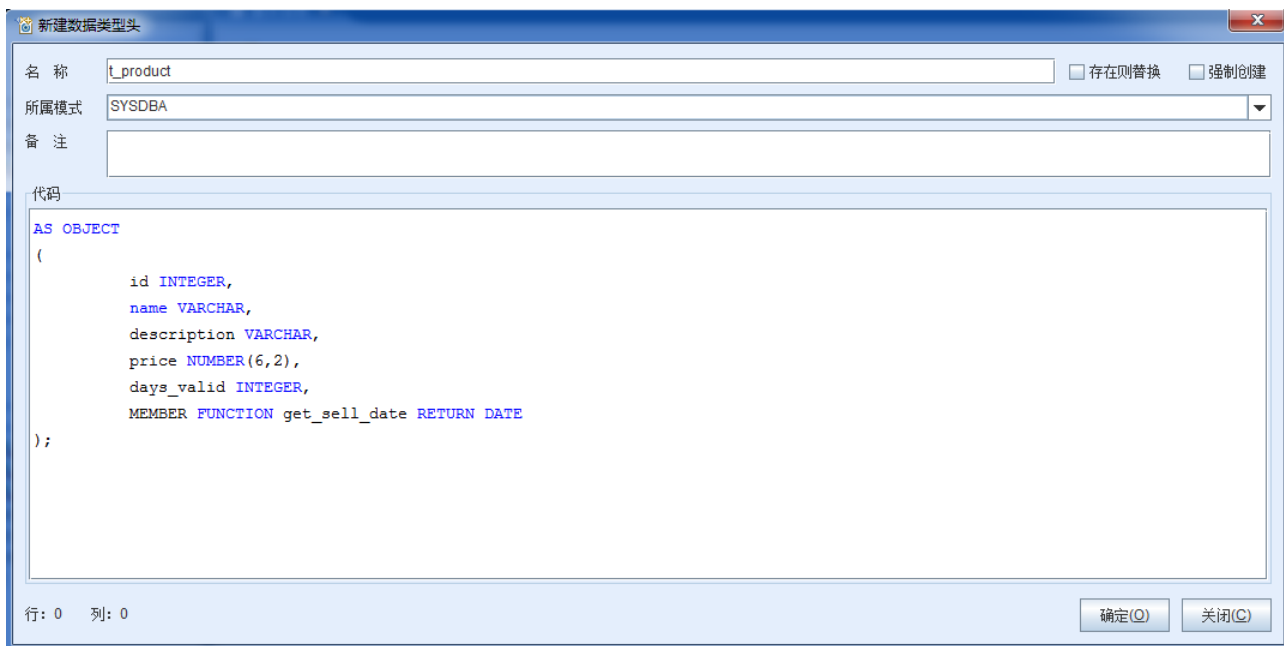 新建数据类型头
名 称 t_product 存在则替换 强制创建
所属模式 SYSDBA
备 注
代码
AS OBJECT
(
id INTEGER,
name VARCHAR,
description VARCHAR,
price NUMBER(6,2),
days_valid INTEGER,
MEMBER FUNCTION get_sell_date RETURN DATE
);
行: 0 列: 0 确定(O) 关闭(C)